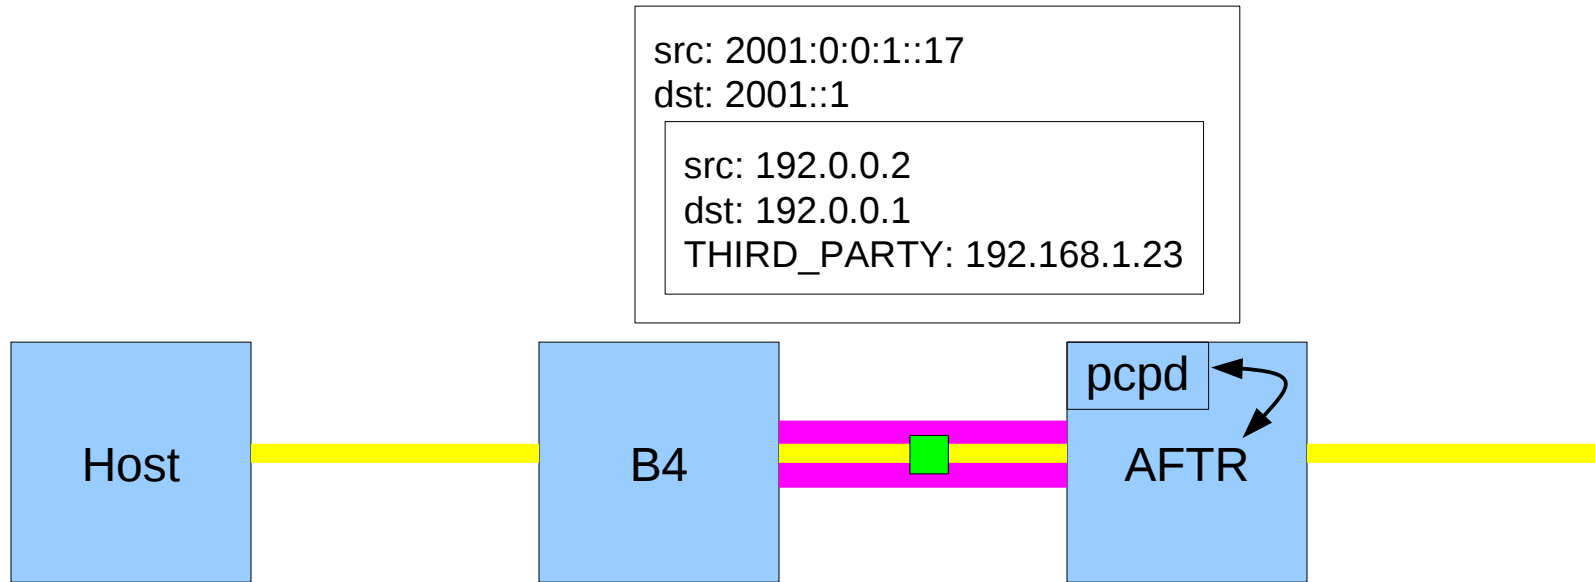 src: 2001:0:0:1::17
dst: 2001::1
src: 192.0.0.2
dst: 192.0.0.1
THIRD_PARTY: 192.168.1.23
pcpd
Host
B4
AFTR